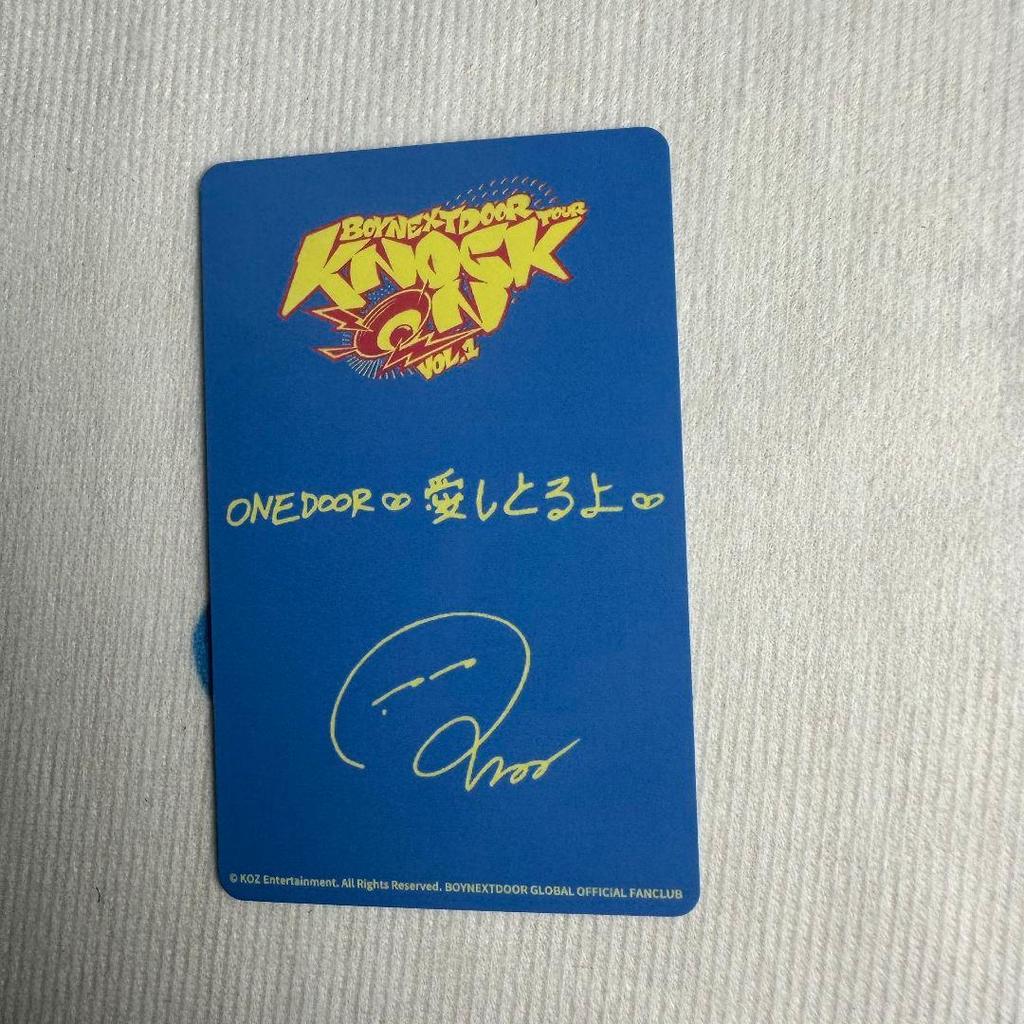 BOYNEXTDOOR TOUR
KNOCK
ON
VOL.1
ONEDOOR ∞ 愛しとるよ ∞
© KOZ Entertainment. All Rights Reserved. BOYNEXTDOOR GLOBAL OFFICIAL FANCLUB